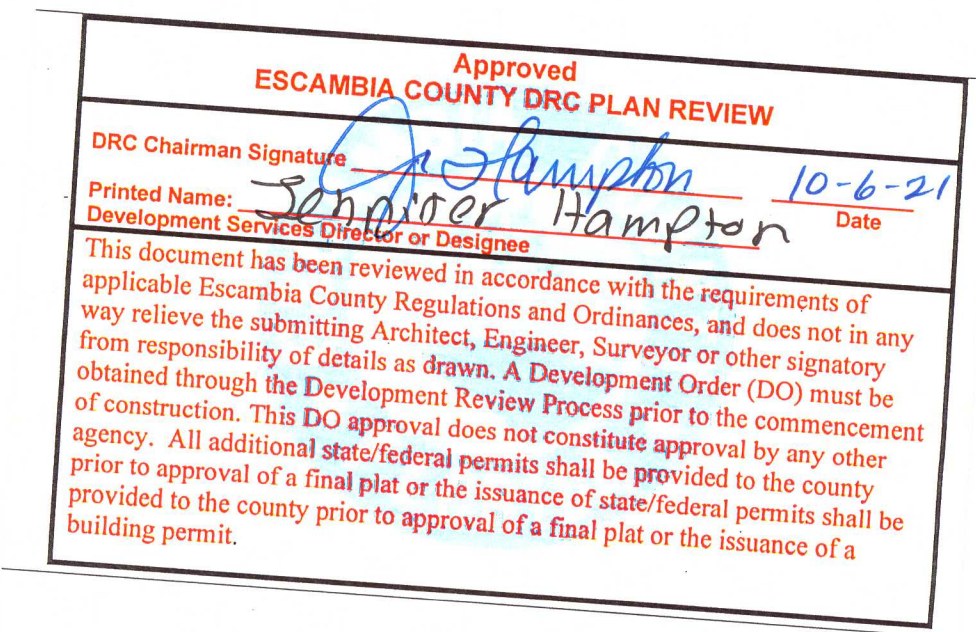 Approved
ESCAMBIA COUNTY DRC PLAN REVIEW
DRC Chairman Signature J Hampton 10-6-21
Printed Name: Jennifer Hampton Date
Development Services Director or Designee
This document has been reviewed in accordance with the requirements of
applicable Escambia County Regulations and Ordinances, and does not in any
way relieve the submitting Architect, Engineer, Surveyor or other signatory
from responsibility of details as drawn. A Development Order (DO) must be
obtained through the Development Review Process prior to the commencement
of construction. This DO approval does not constitute approval by any other
agency. All additional state/federal permits shall be provided to the county
prior to approval of a final plat or the issuance of state/federal permits shall be
provided to the county prior to approval of a final plat or the issuance of a
building permit.